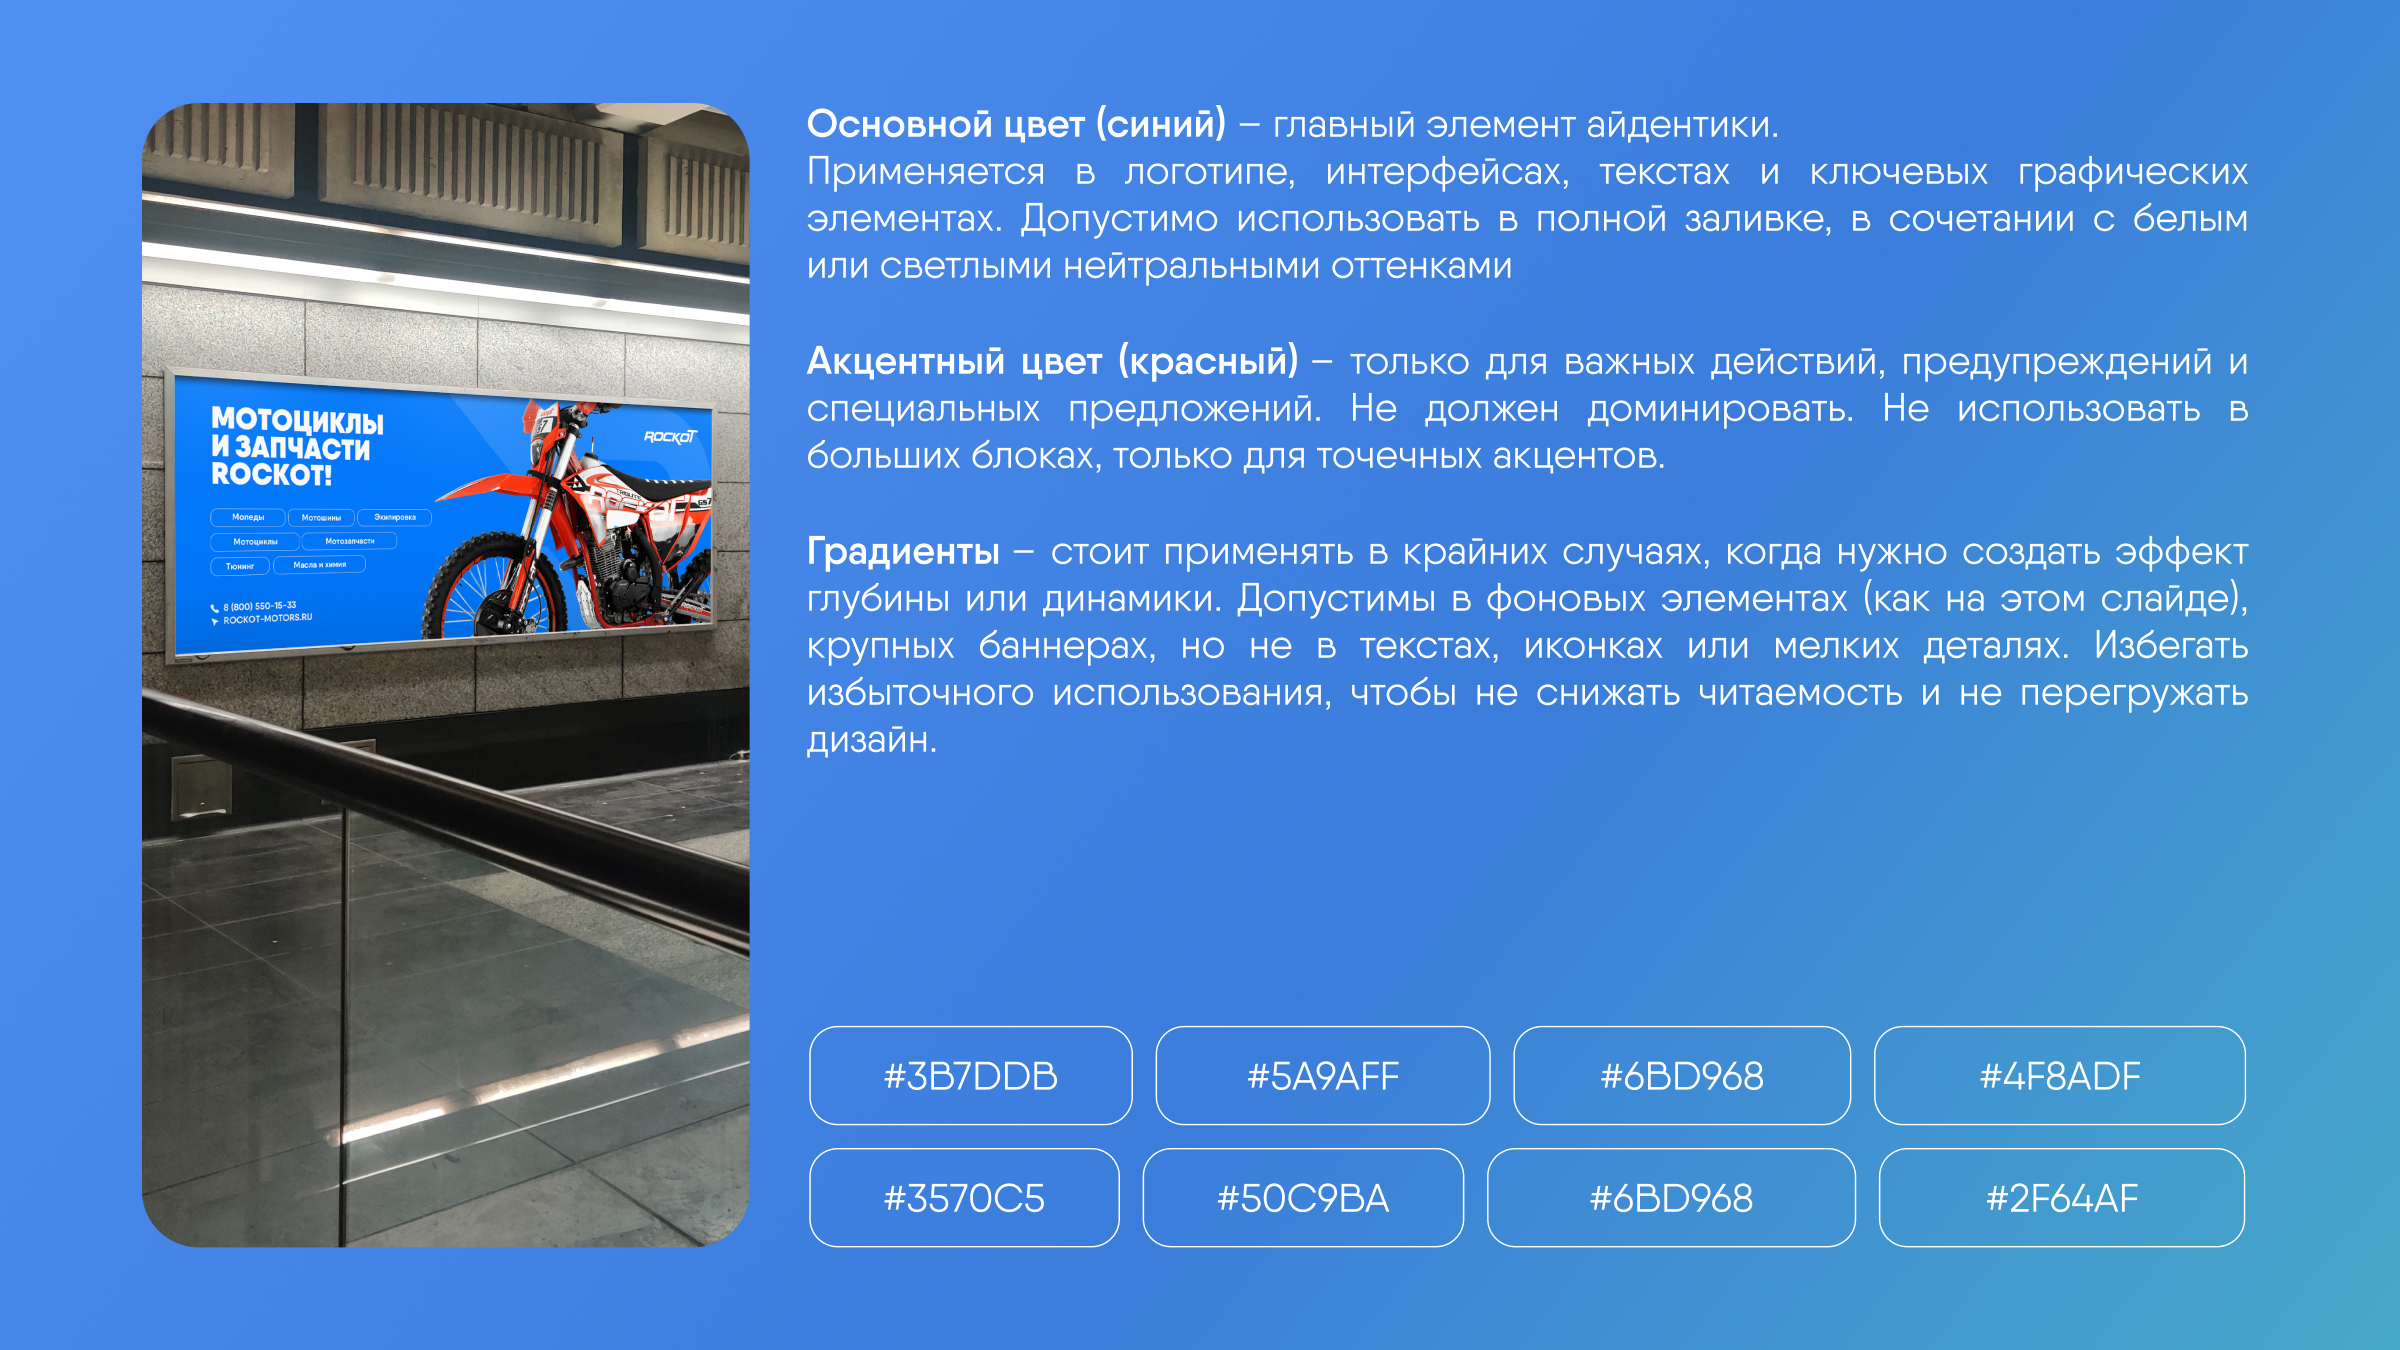 МОТОЦИКЛЫ
И ЗАПЧАСТИ
ROCKOT!
ROCKOT
Мопеды
Мотошины
Экипировка
Мотоциклы
Мотозапчасти
Тюнинг
Масла и химия
8 (800) 550-15-33
ROCKOT-MOTORS.RU
Основной цвет (синий) – главный элемент айдентики.
Применяется в логотипе, интерфейсах, текстах и ключевых графических
элементах. Допустимо использовать в полной заливке, в сочетании с белым
или светлыми нейтральными оттенками
Акцентный цвет (красный) – только для важных действий, предупреждений и
специальных предложений. Не должен доминировать. Не использовать в
больших блоках, только для точечных акцентов.
Градиенты – стоит применять в крайних случаях, когда нужно создать эффект
глубины или динамики. Допустимы в фоновых элементах (как на этом слайде),
крупных баннерах, но не в текстах, иконках или мелких деталях. Избегать
избыточного использования, чтобы не снижать читаемость и не перегружать
дизайн.
#3B7DDB
#5A9AFF
#6BD968
#4F8ADF
#3570C5
#50C9BA
#6BD968
#2F64AF